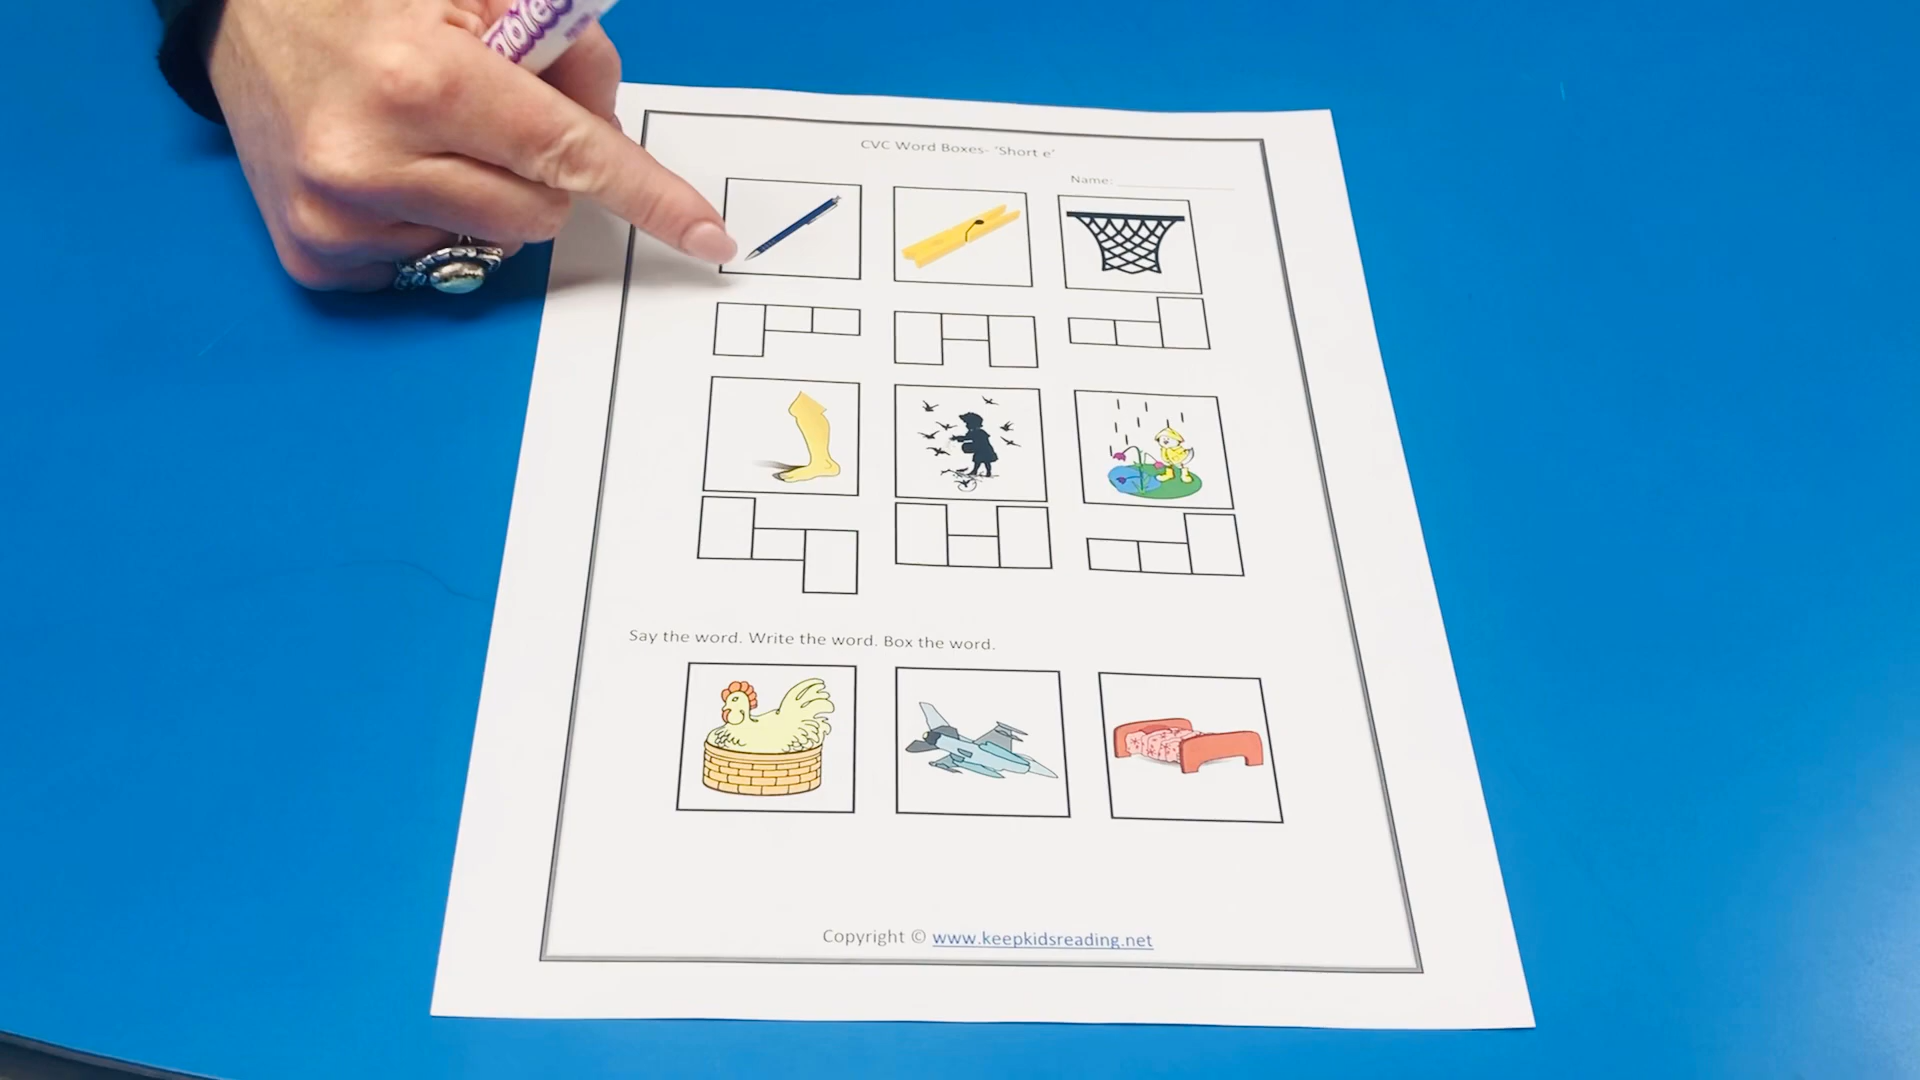 CVC Word Boxes- 'Short e'
Name:
Say the word. Write the word. Box the word.
Copyright © www.keepkidsreading.net